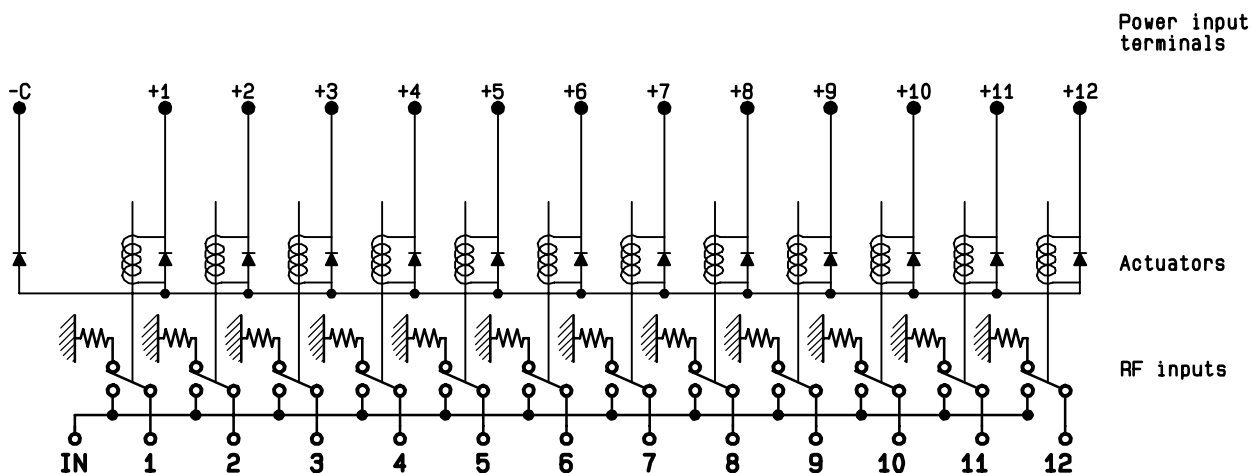 Power input
terminals
-C +1 +2 +3 +4 +5 +6 +7 +8 +9 +10 +11 +12
Actuators
RF inputs
IN 1 2 3 4 5 6 7 8 9 10 11 12